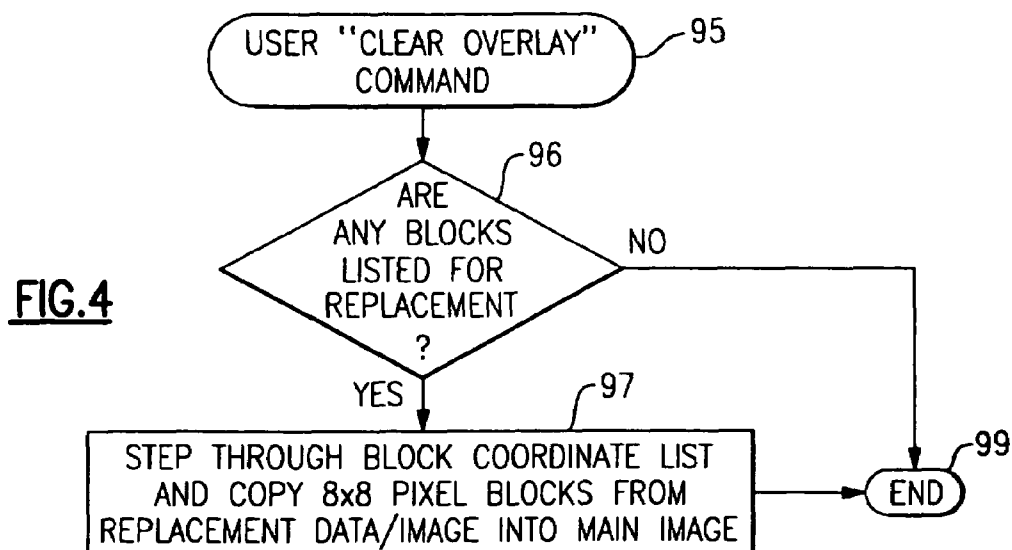 USER "CLEAR OVERLAY"
COMMAND
95
ARE
ANY BLOCKS
LISTED FOR
REPLACEMENT
?
96
NO
YES
FIG.4
97
STEP THROUGH BLOCK COORDINATE LIST
AND COPY 8x8 PIXEL BLOCKS FROM
REPLACEMENT DATA/IMAGE INTO MAIN IMAGE
99
END